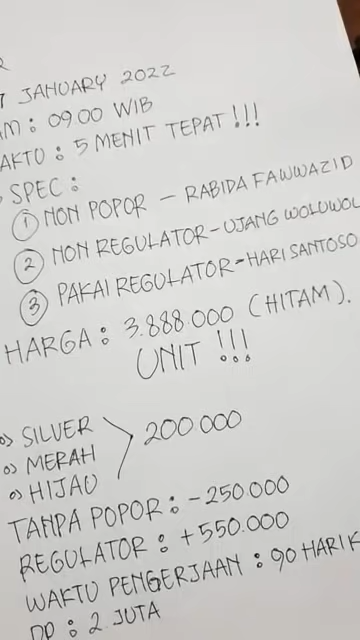 7 JANUARY 2022
: 09.00 WIB
: 5 MENIT TEPAT !!!
SPEC :
① NON POPOR - RABIDA FAWWAZID
② NON REGULATOR - UJANG WOLUWOL
③ PAKAI REGULATOR - HARI SANTOSO
HARGA : 3.888.000 (HITAM).
UNIT !!!
SILVER
200.000
MERAH
HIJAU
TANPA POPOR : -250.000
REGULATOR : +550.000
WAKTU PENGERJAAN : 90 HARI K
DP : 2 JUTA